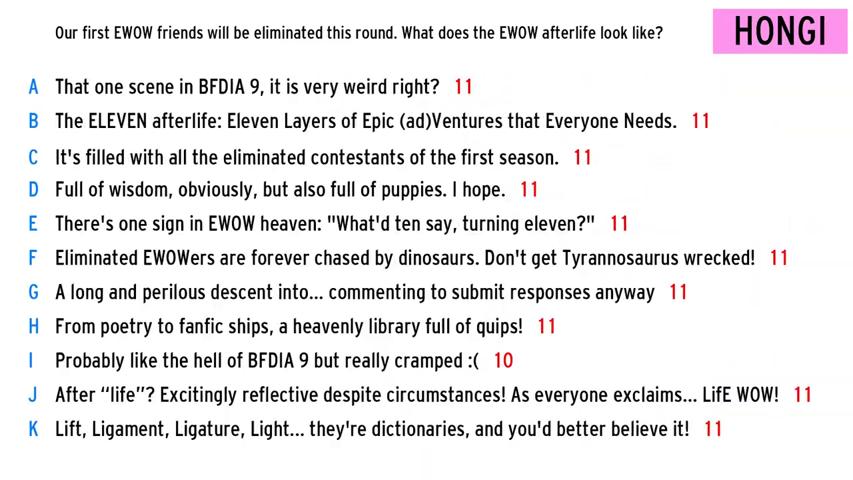 Our first EWOW friends will be eliminated this round. What does the EWOW afterlife look like?
HONGI
A That one scene in BFDIA 9, it is very weird right? 11
B The ELEVEN afterlife: Eleven Layers of Epic (ad)Ventures that Everyone Needs. 11
C It's filled with all the eliminated contestants of the first season. 11
D Full of wisdom, obviously, but also full of puppies. I hope. 11
E There's one sign in EWOW heaven: "What'd ten say, turning eleven?" 11
F Eliminated EWOWers are forever chased by dinosaurs. Don't get Tyrannosaurus wrecked! 11
G A long and perilous descent into... commenting to submit responses anyway 11
H From poetry to fanfic ships, a heavenly library full of quips! 11
I Probably like the hell of BFDIA 9 but really cramped :( 10
J After “life”? Excitingly reflective despite circumstances! As everyone exclaims... LifE WOW! 11
K Lift, Ligament, Ligature, Light... they're dictionaries, and you'd better believe it! 11